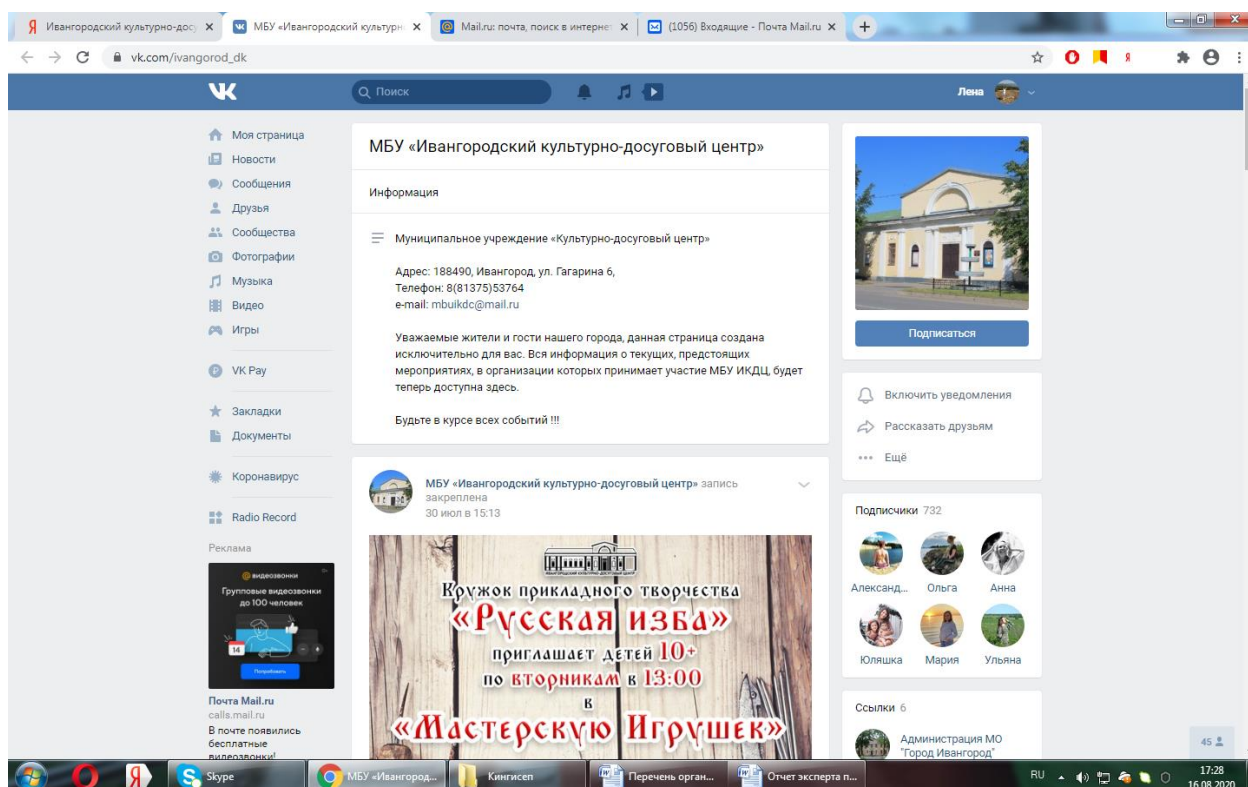 Ивангородский культурно-досу
МБУ «Ивангородский культурн
Mail.ru: почта, поиск в интернет
(1056) Входящие - Почта Mail.ru
vk.com/ivangorod_dk
Поиск
Лена
Моя страница
Новости
Сообщения
Друзья
Сообщества
Фотографии
Музыка
Видео
Игры
VK Pay
Закладки
Документы
Коронавирус
Radio Record
Реклама
видеозвонки
Групповые видеозвонки
до 100 человек
14
Попробовать
Почта Mail.ru
calls.mail.ru
В почте появились
бесплатные
видеозвонки!
МБУ «Ивангородский культурно-досуговый центр»
Информация
Муниципальное учреждение «Культурно-досуговый центр»
Адрес: 188490, Ивангород, ул. Гагарина 6,
Телефон: 8(81375)53764
e-mail: mbuikdc@mail.ru
Уважаемые жители и гости нашего города, данная страница создана
исключительно для вас. Вся информация о текущих, предстоящих
мероприятиях, в организации которых принимает участие МБУ ИКДЦ, будет
теперь доступна здесь.
Будьте в курсе всех событий !!!
МБУ «Ивангородский культурно-досуговый центр» запись
закреплена
30 июл в 15:13
Кружок прикладного творчества
«Русская изба»
приглашает детей 10+
по вторникам в 13:00
в
«Мастерскую Игрушек»
Подписаться
Включить уведомления
Рассказать друзьям
Ещё
Подписчики 732
Александ...
Ольга
Анна
Юляшка
Мария
Ульяна
Ссылки 6
Администрация МО
"Город Ивангород"
45
Skype
МБУ «Ивангород...
Кингисеп
Перечень орган...
Отчет эксперта п...
RU
17:28
16.08.2020